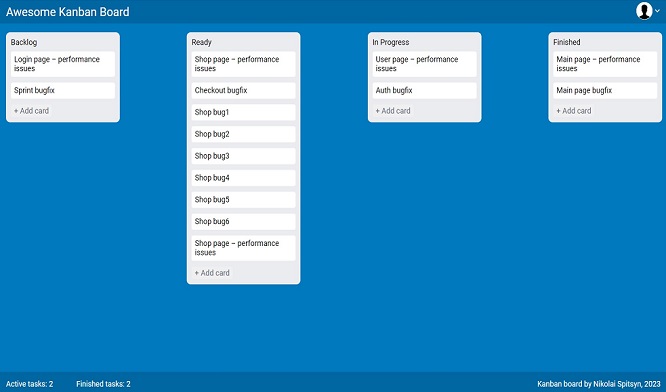 Awesome Kanban Board
Backlog
Login page – performance
issues
Sprint bugfix
+ Add card
Ready
Shop page – performance
issues
Checkout bugfix
Shop bug1
Shop bug2
Shop bug3
Shop bug4
Shop bug5
Shop bug6
Shop page – performance
issues
+ Add card
In Progress
User page – performance
issues
Auth bugfix
+ Add card
Finished
Main page – performance
issues
Main page bugfix
+ Add card
Active tasks: 2
Finished tasks: 2
Kanban board by Nikolai Spitsyn, 2023